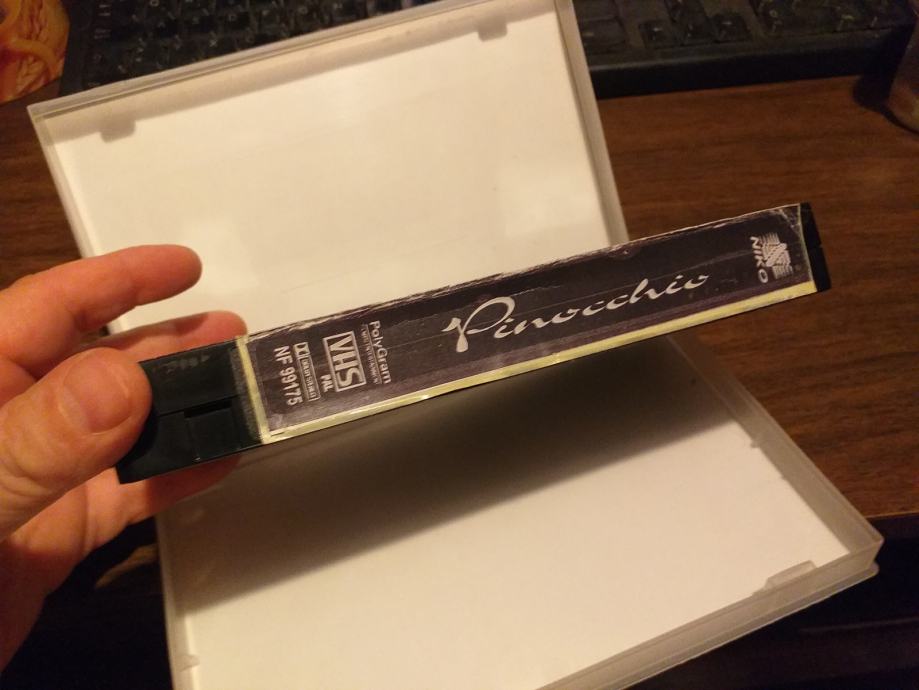 NF 99175
VHS
PAL
PolyGram
Pinocchio
NIKO